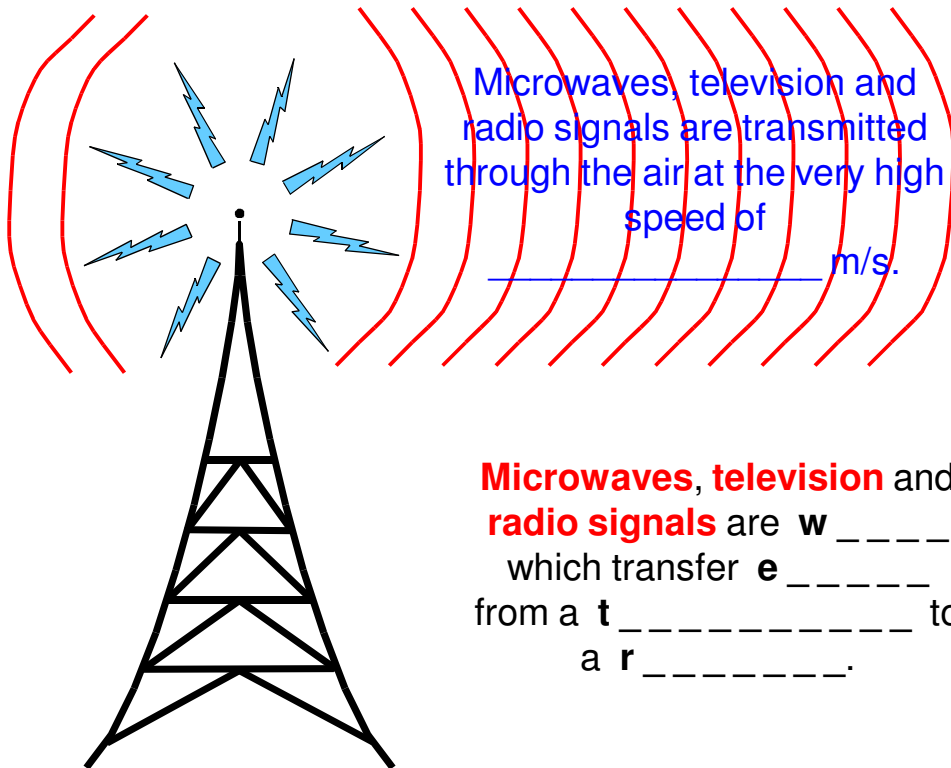 Microwaves, television and
radio signals are transmitted
through the air at the very high
speed of
________________ m/s.
Microwaves, television and
radio signals are w _ _ _ _
which transfer e _ _ _ _ _
from a t _ _ _ _ _ _ _ _ _ _ to
a r _ _ _ _ _ _ _.